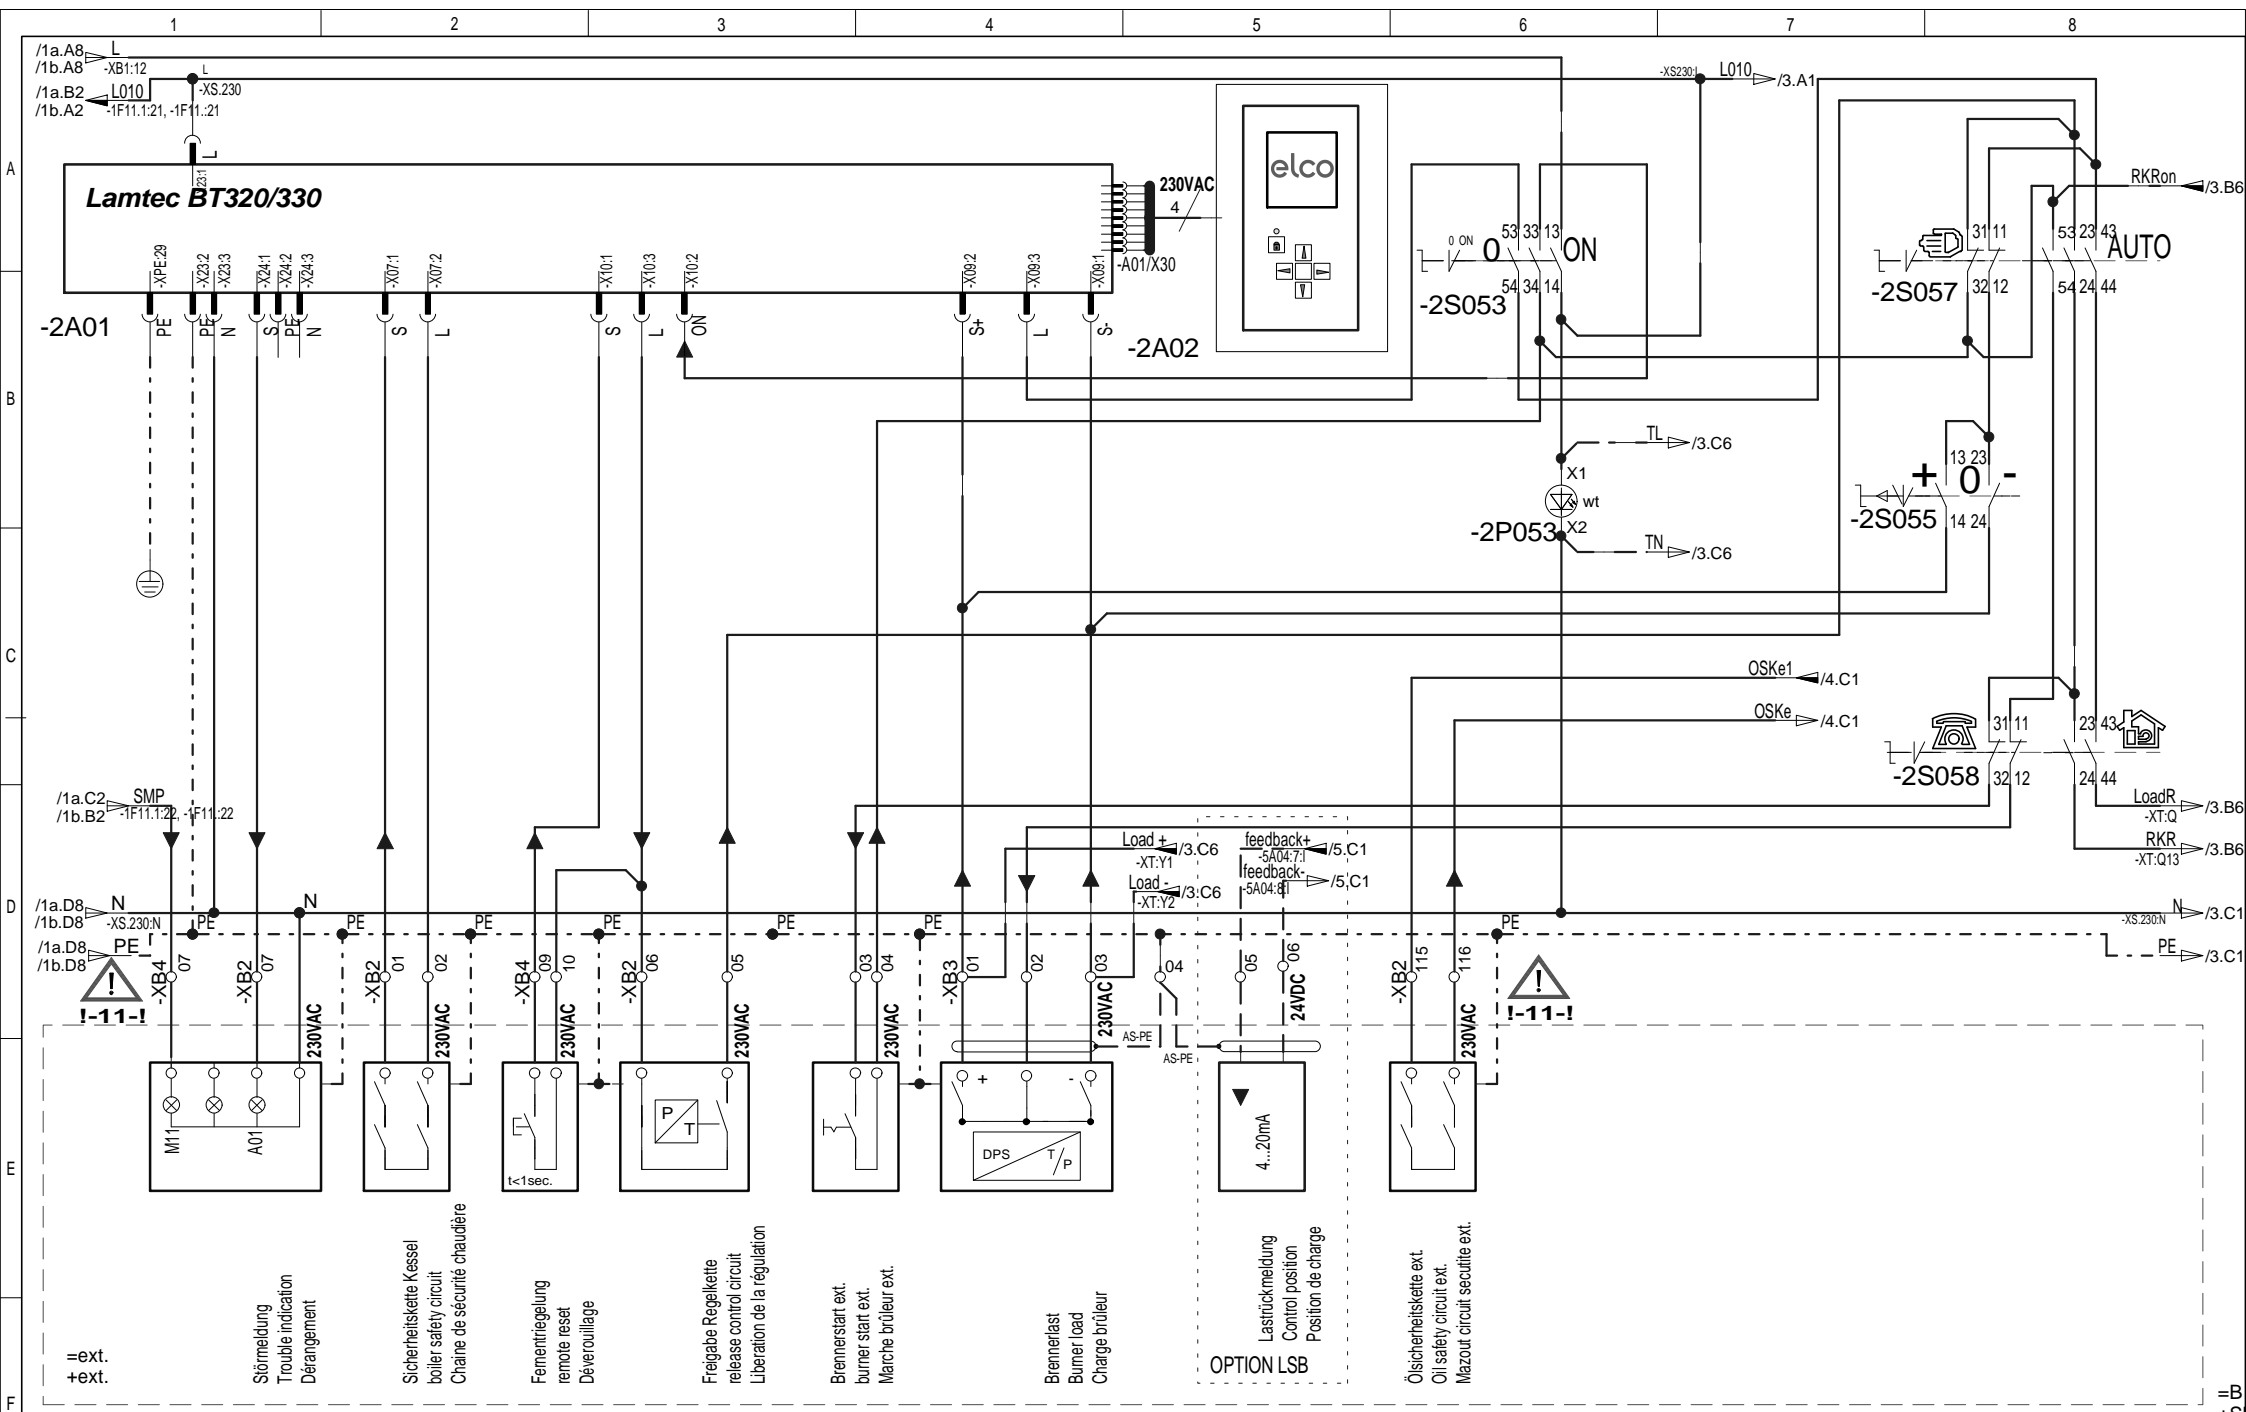 1 2 3 4 5 6 7 8
A
B
C
D
E
F
/1a.A8 L
/1b.A8 -XB1:12
/1a.B2 L010
/1b.A2 -1F11.1:21, -1F11.:21
L
-XS.230
-XS230:L L010 /3.A1
L
Lamtec BT320/330
230VAC
4
-A01/X30
elco
-XPE:29
-X23:2
-X23:3
-X24:1
-X24:2
-X24:3
-X07:1
-X07:2
-X10:1
-X10:3
-X10:2
-X09:2
-X09:3
-X09:1
-2A01
PE PE N S PE N S L S L ON S+ L S-
-2A02
0 ON
0 53 33 13 ON
54 34 14
-2S053
RKRon /3.B6
31 11 53 23 43 AUTO
32 12 54 24 44
-2S057
TL /3.C6
X1
wt
X2
-2P053
TN /3.C6
13 23
+ 0 -
14 24
-2S055
OSKe1 /4.C1
OSKe /4.C1
31 11 23 43
32 12 24 44
-2S058
/1a.C2 SMP
/1b.B2 -1F11.1:22, -1F11.:22
LoadR /3.B6
-XT:Q
RKR /3.B6
-XT:Q13
Load + /3.C6
-XT:Y1
Load - /3.C6
-XT:Y2
feedback+ /5.C1
-5A04:7:I
feedback- /5.C1
-5A04:8:I
/1a.D8 N
/1b.D8 -XS.230:N
N
N /3.C1
-XS.230:N
/1a.D8 PE
/1b.D8
PE PE PE PE PE PE PE
PE /3.C1
!
!-11-!
!
!-11-!
-XB4 07
-XB2 07
230VAC
-XB2 01 02
230VAC
-XB4 09 10
230VAC
-XB2 06 05
03 04
230VAC
-XB3 01 02 03
230VAC
04
05 06
24VDC
-XB2 115 116
230VAC
AS-PE
AS-PE
M11
A01
t<1sec.
P
T
+ -
DPS
T/P
4...20mA
Störmeldung
Trouble indication
Dérangement
Sicherheitskette Kessel
boiler safety circuit
Chaine de sécurité chaudière
Fernentriegelung
remote reset
Déverouillage
Freigabe Regelkette
release control circuit
Liberation de la régulation
Brennerstart ext.
burner start ext.
Marche brûleur ext.
Brennerlast
Burner load
Charge brûleur
Lastrückmeldung
Control position
Position de charge
OPTION LSB
Ölsicherheitskette ext.
Oil safety circuit ext.
Mazout circuit secutite ext.
=ext.
+ext.
=B